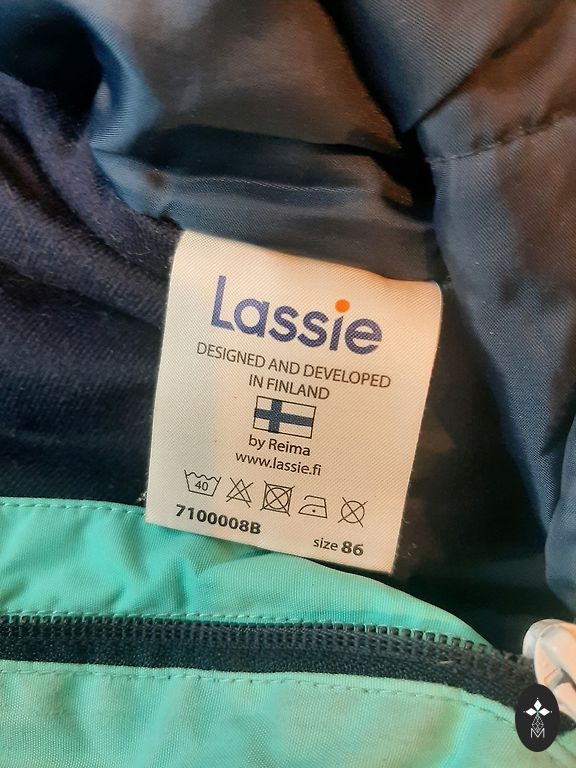 Lassie
DESIGNED AND DEVELOPED
IN FINLAND
by Reima
www.lassie.fi
40
7100008B
size 86
M